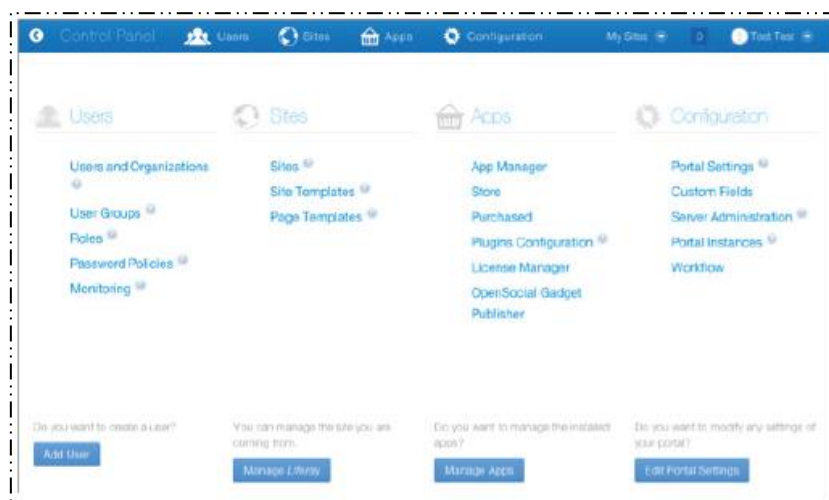 Control Panel Users Sites Apps Configuration My Sites 0 Test Test
Users
Users and Organizations
User Groups
Roles
Password Policies
Monitoring
Do you want to create a user?
Add User
Sites
Sites
Site Templates
Page Templates
You can manage the site you are
coming from.
Manage Liferay
Apps
App Manager
Store
Purchased
Plugins Configuration
License Manager
OpenSocial Gadget
Publisher
Do you want to manage the installed
apps?
Manage Apps
Configuration
Portal Settings
Custom Fields
Server Administration
Portal Instances
Workflow
Do you want to modify any settings of
your portal?
Edit Portal Settings